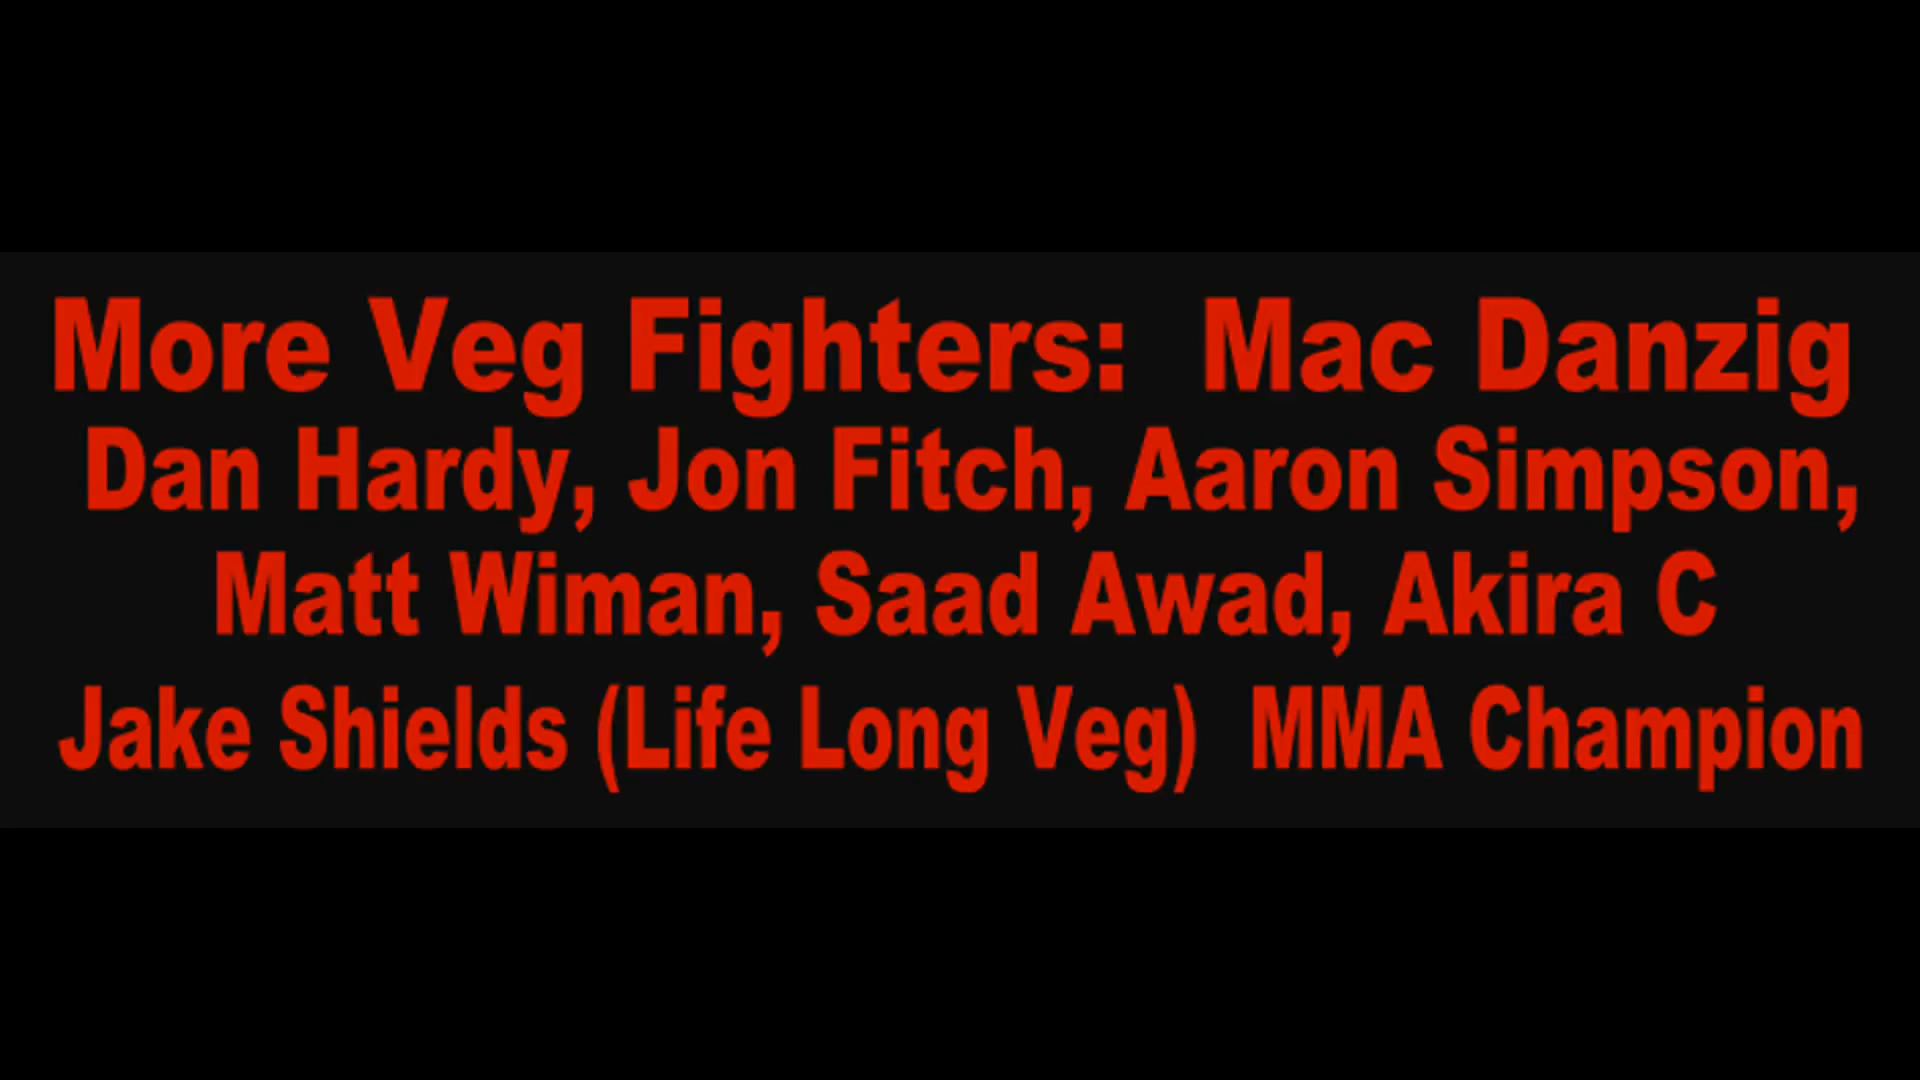 More Veg Fighters: Mac Danzig
Dan Hardy, Jon Fitch, Aaron Simpson,
Matt Wiman, Saad Awad, Akira C
Jake Shields (Life Long Veg) MMA Champion